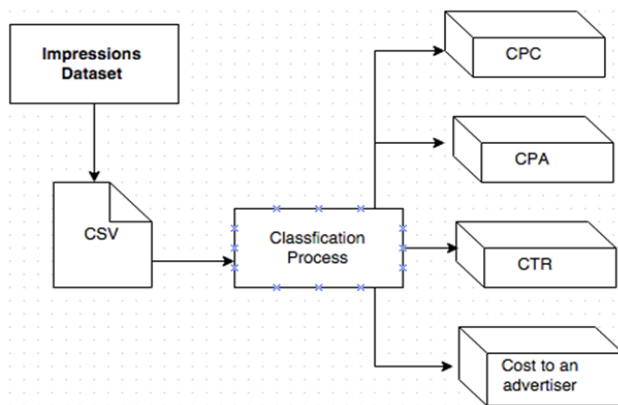 Impressions
Dataset
CSV
Classfication
Process
CPC
CPA
CTR
Cost to an
advertiser